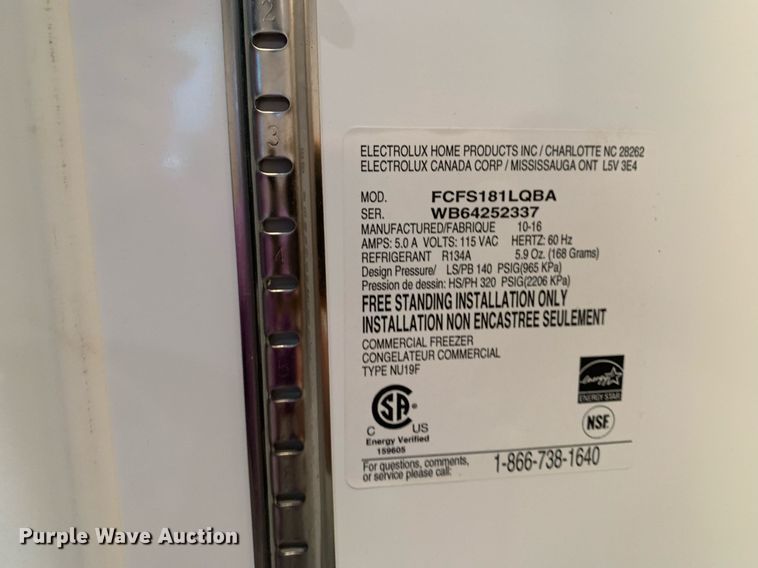 2
3
4
5
ELECTROLUX HOME PRODUCTS INC / CHARLOTTE NC 28262
ELECTROLUX CANADA CORP / MISSISSAUGA ONT L5V 3E4
MOD. FCFS181LQBA
SER. WB64252337
MANUFACTURED/FABRIQUE 10-16
AMPS: 5.0 A VOLTS: 115 VAC HERTZ: 60 Hz
REFRIGERANT R134A 5.9 Oz. (168 Grams)
Design Pressure/ LS/PB 140 PSIG(965 KPa)
Pression de dessin: HS/PH 320 PSIG(2206 KPa)
FREE STANDING INSTALLATION ONLY
INSTALLATION NON ENCASTREE SEULEMENT
COMMERCIAL FREEZER
CONGELATEUR COMMERCIAL
TYPE NU19F
energy
ENERGY STAR
SA
C US
NSF
Energy Verified
159605
For questions, comments,
or service please call: 1-866-738-1640
Purple Wave Auction